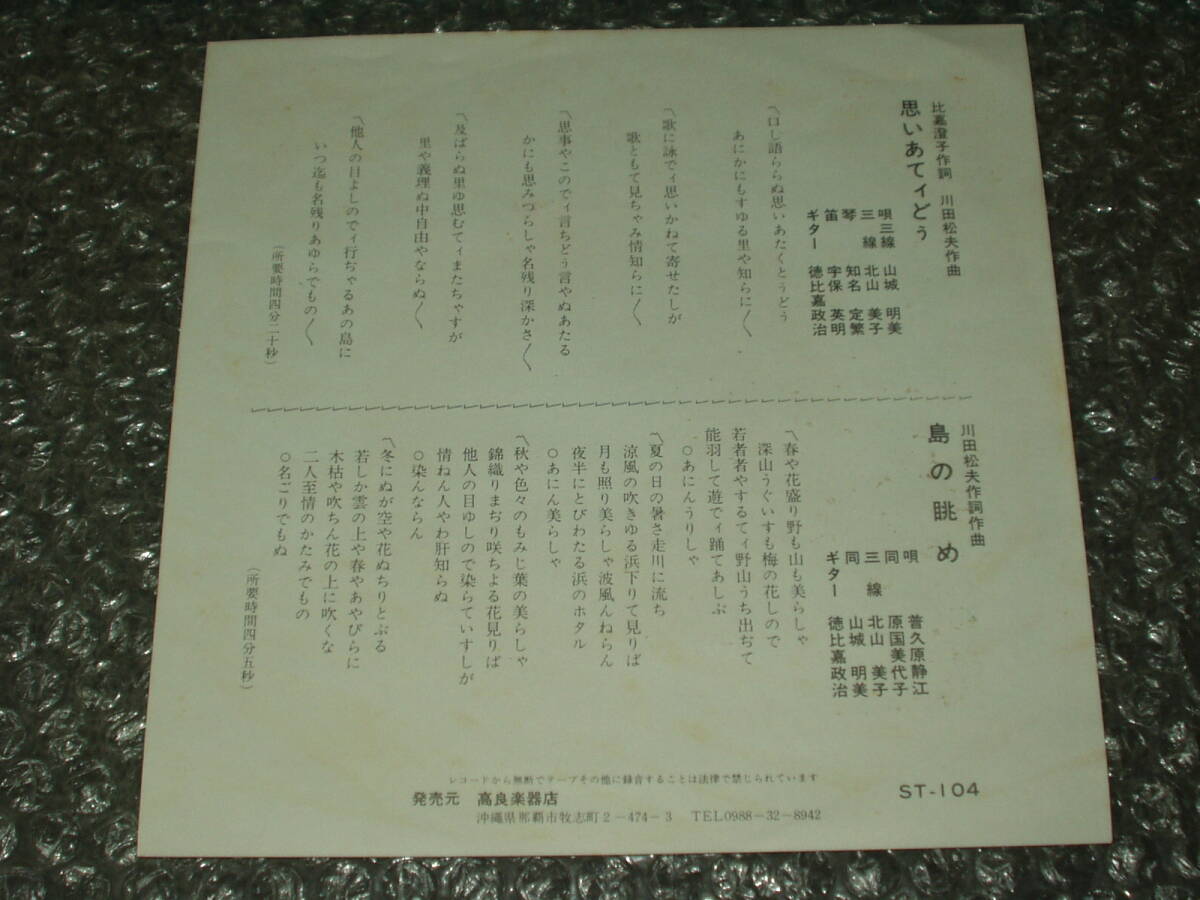 比嘉澄子作詞 川田松夫作曲
思いあてィどぅ
唄三線 山城 明美
三線 北山 美子
琴 知名 定繁
笛 宇保 英明
ギター 徳比嘉政治
〽口し語ららぬ思いあたくとぅどぅ
あにかにもすゆる里や知らに〱
〽歌に詠でィ思いかねて寄せたしが
歌ともて見ちゃみ情知らに〱
〽思事やこのでィ言ちどう言やぬあたる
かにも思みつらしゃ名残り深かさ〱
〽及ばらぬ里ゆ思むてィまたちゃすが
里や義理ぬ中自由やならぬ〱
〽他人の目よしのでィ行ぢゃるあの島に
いつ迄も名残りあゆらでもの〱
(所要時間四分二十秒)
川田松夫作詞作曲
島の眺め
唄 普久原静江
同 原国美代子
三線 北山 美子
同 山城 明美
ギター 徳比嘉政治
〽春や花盛り野も山も美らしゃ
深山うぐいすも梅の花しので
若者者やするてィ野山うち出ぢて
能羽して遊でィ踊てあしぶ
○あにんうりしゃ
〽夏の日の暑さ走川に流ち
涼風の吹きゆる浜下りて見りば
月も照り美らしゃ波風んねらん
夜半にとびわたる浜のホタル
○あにん美らしゃ
〽秋や色々のもみじ葉の美らしゃ
錦織りまぢり咲ちよる花見りば
他人の目ゆしので染らていすしが
情ねん人やわ肝知らぬ
○染んならん
〽冬にぬが空や花ぬちりとぶる
若しか雲の上や春やあやびらに
木枯や吹ちん花の上に吹くな
二人至情のかたみでもの
○名ごりでもぬ
(所要時間四分五秒)
レコードから無断でテープその他に録音することは法律で禁じられています
発売元 高良楽器店
沖縄県那覇市牧志町2-474-3 TEL0988-32-8942
ST-104